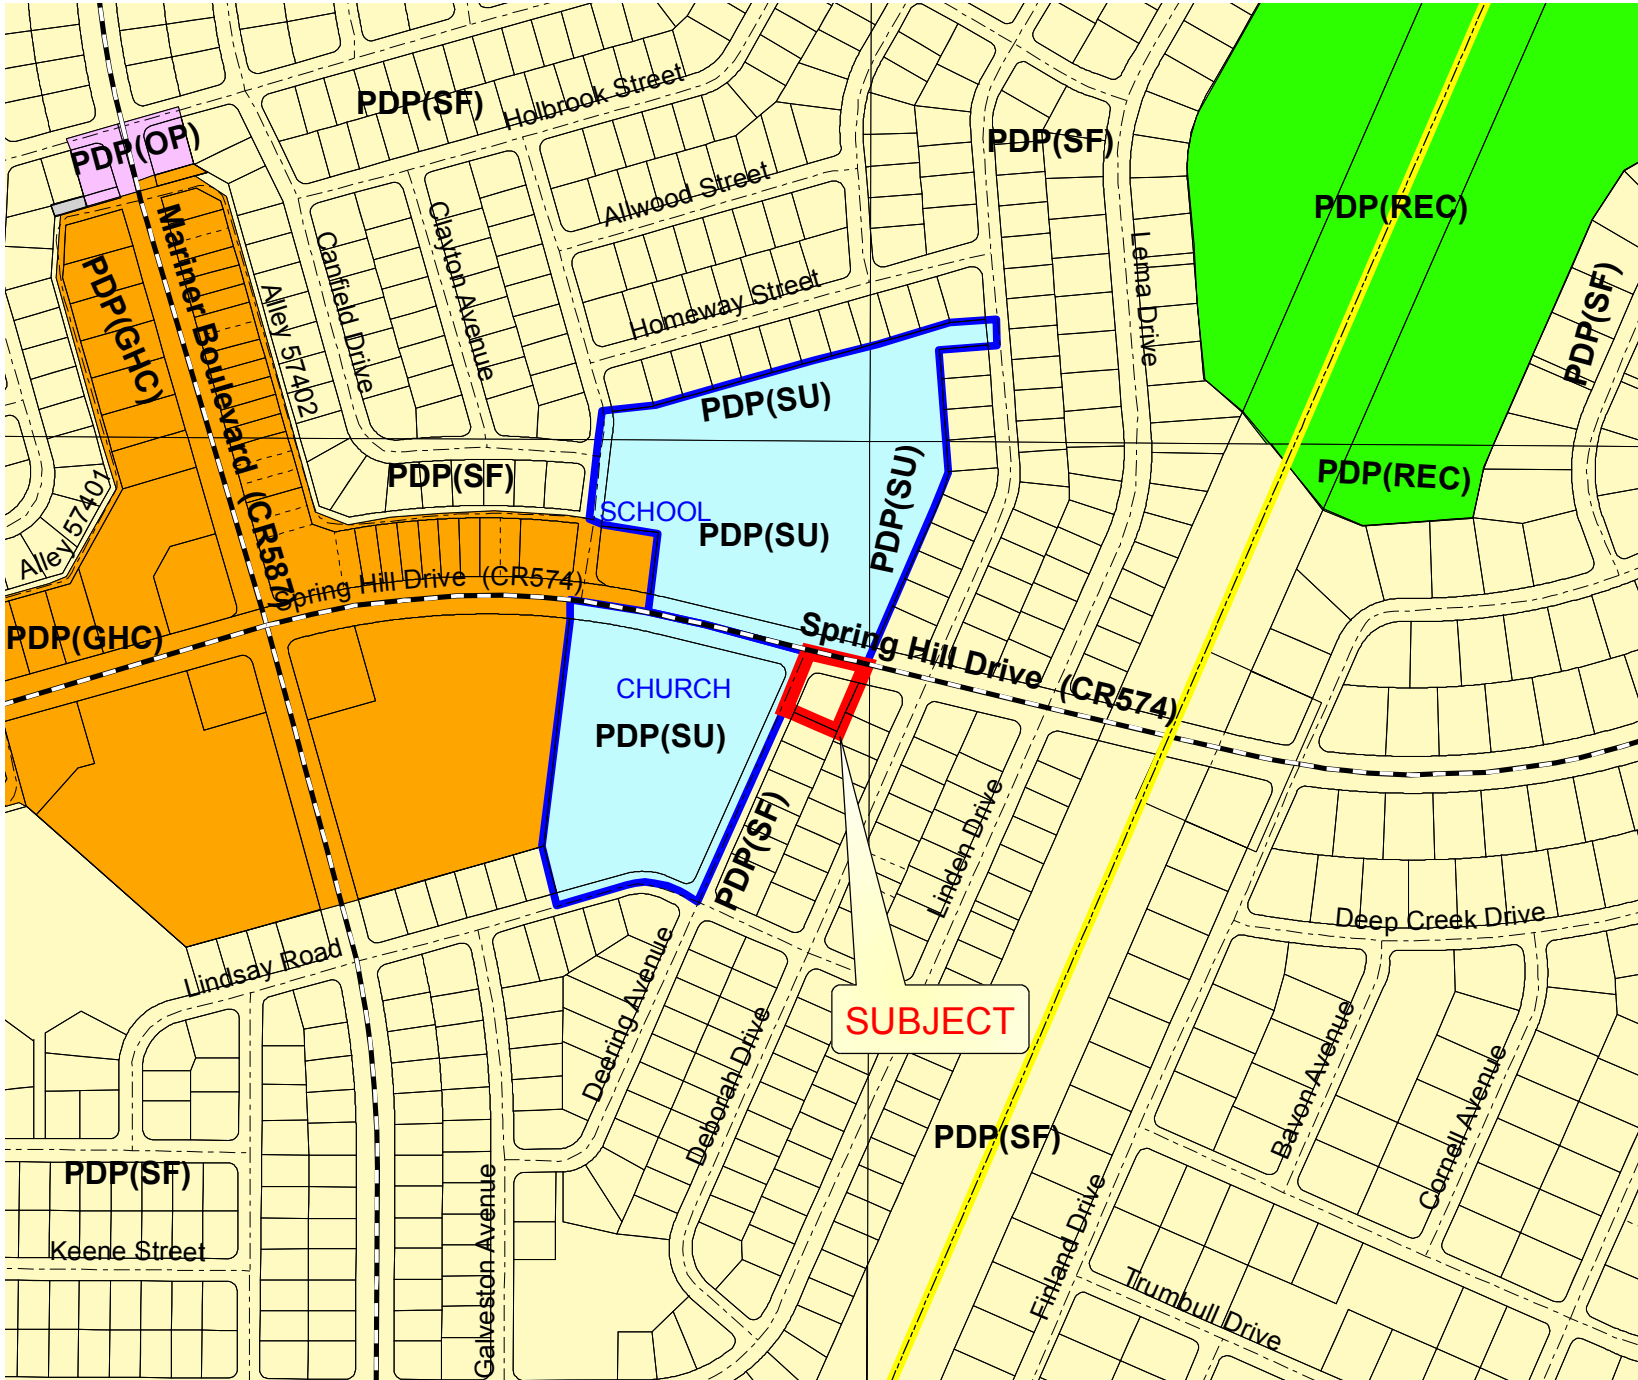 PDP(SF)
Holbrook Street
PDP(OP)
PDP(SF)
Allwood Street
PDP(REC)
Mariner Boulevard (CR587)
Clayton Avenue
Canfield Drive
Lema Drive
PDP(GHC)
Alley 57402
Homeway Street
PDP(SF)
PDP(SU)
PDP(SF)
PDP(REC)
PDP(SU)
SCHOOL
PDP(SU)
Alley 57401
Spring Hill Drive (CR574)
PDP(GHC)
Spring Hill Drive (CR574)
CHURCH
PDP(SU)
PDP(SF)
Linden Drive
Deep Creek Drive
Lindsay Road
Deering Avenue
SUBJECT
Deborah Drive
Bavon Avenue
Cornell Avenue
PDP(SF)
PDP(SF)
Keene Street
Galveston Avenue
Finland Drive
Trumbull Drive